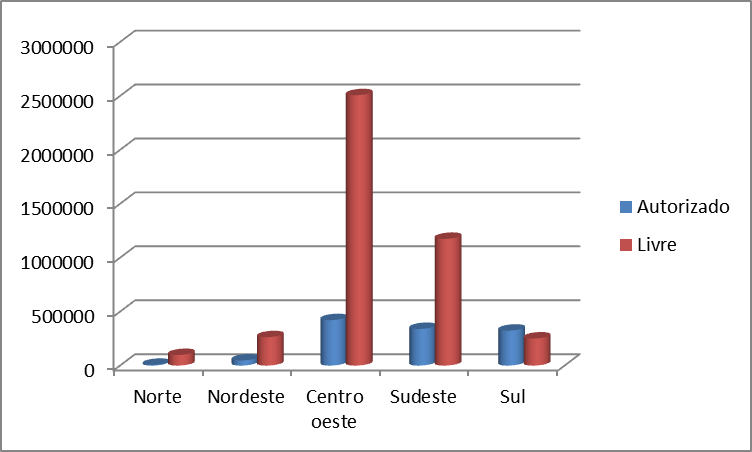 3000000
2500000
2000000
1500000
1000000
500000
0
Norte
Nordeste
Centro
oeste
Sudeste
Sul
Autorizado
Livre